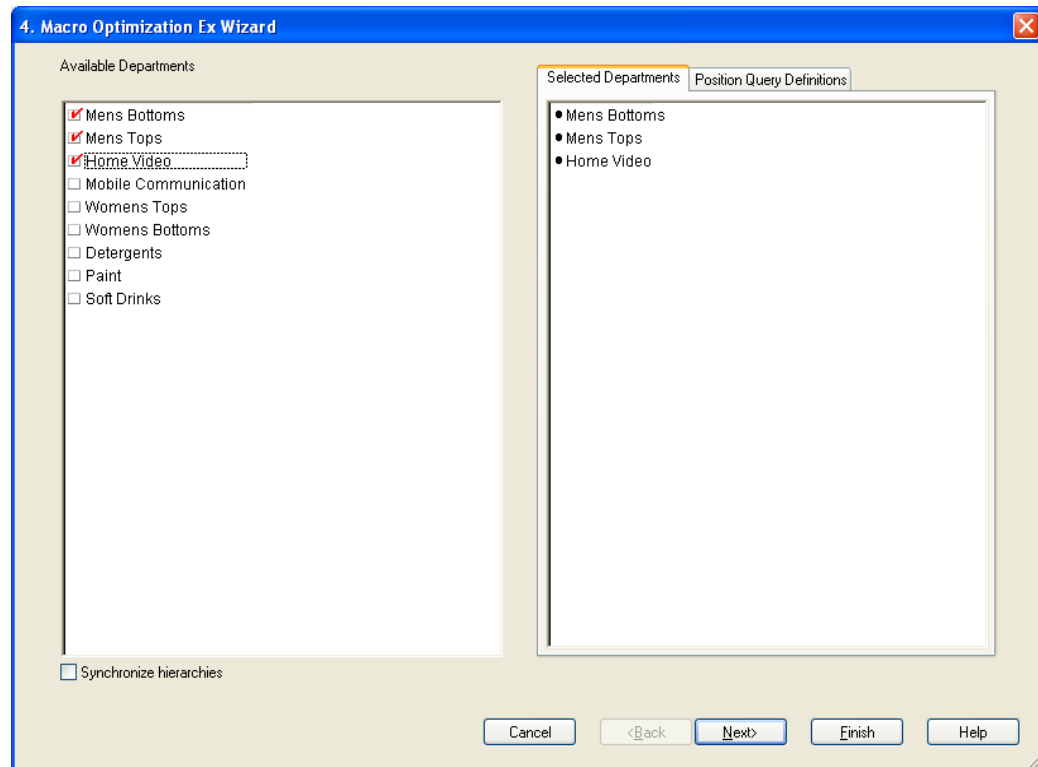 4. Macro Optimization Ex Wizard
Available Departments
Mens Bottoms
Mens Tops
Home Video
Mobile Communication
Womens Tops
Womens Bottoms
Detergents
Paint
Soft Drinks
Synchronize hierarchies
Selected Departments
Position Query Definitions
Mens Bottoms
Mens Tops
Home Video
Cancel
<Back
Next>
Finish
Help